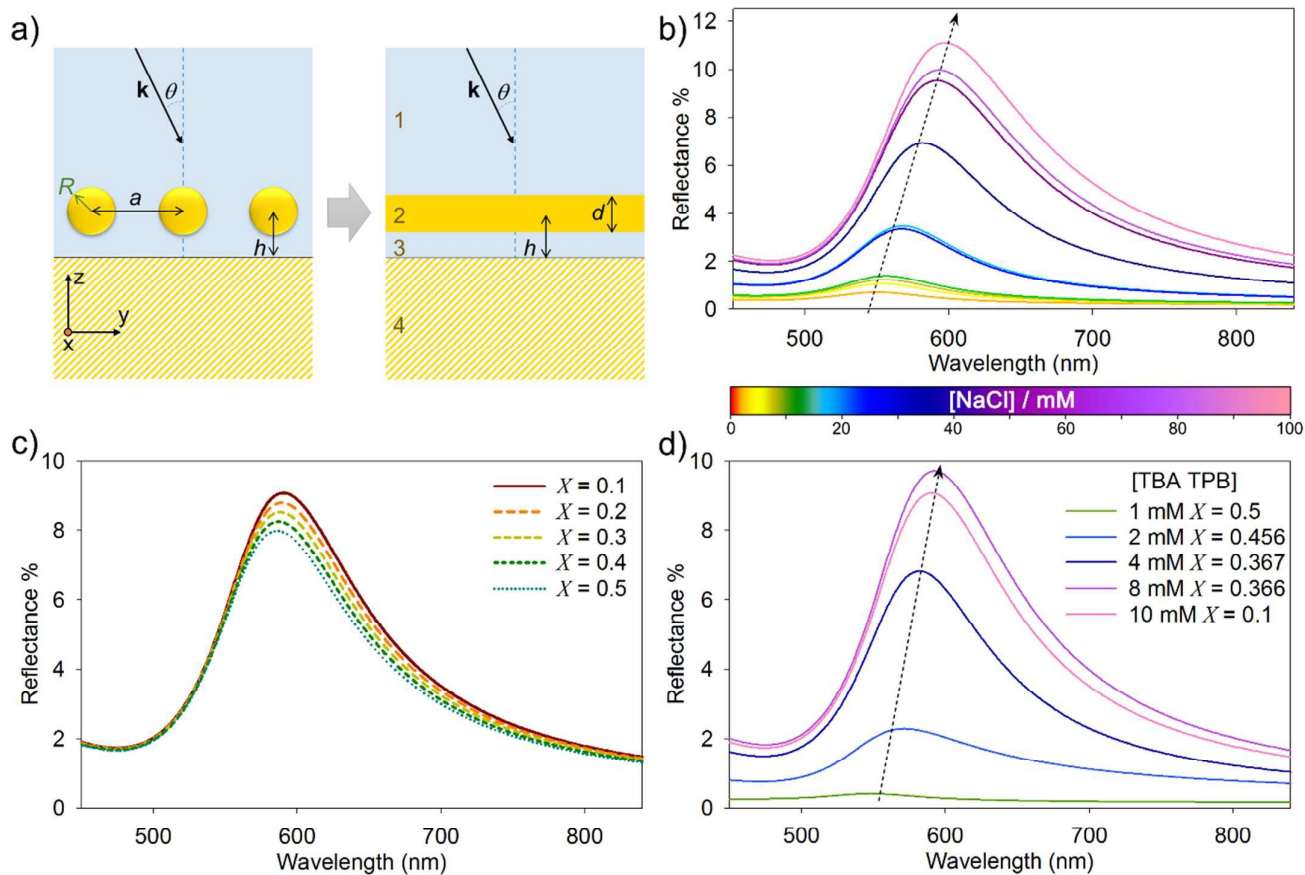 a)
k
θ
R
a
h
z
y
x
k
θ
1
2
d
3
h
4
b)
Reflectance %
12
10
8
6
4
2
0
500
600
700
800
Wavelength (nm)
[NaCl] / mM
0
20
40
60
80
100
c)
Reflectance %
10
8
6
4
2
0
X = 0.1
X = 0.2
X = 0.3
X = 0.4
X = 0.5
500
600
700
800
Wavelength (nm)
d)
Reflectance %
10
8
6
4
2
0
[TBA TPB]
1 mM X = 0.5
2 mM X = 0.456
4 mM X = 0.367
8 mM X = 0.366
10 mM X = 0.1
500
600
700
800
Wavelength (nm)